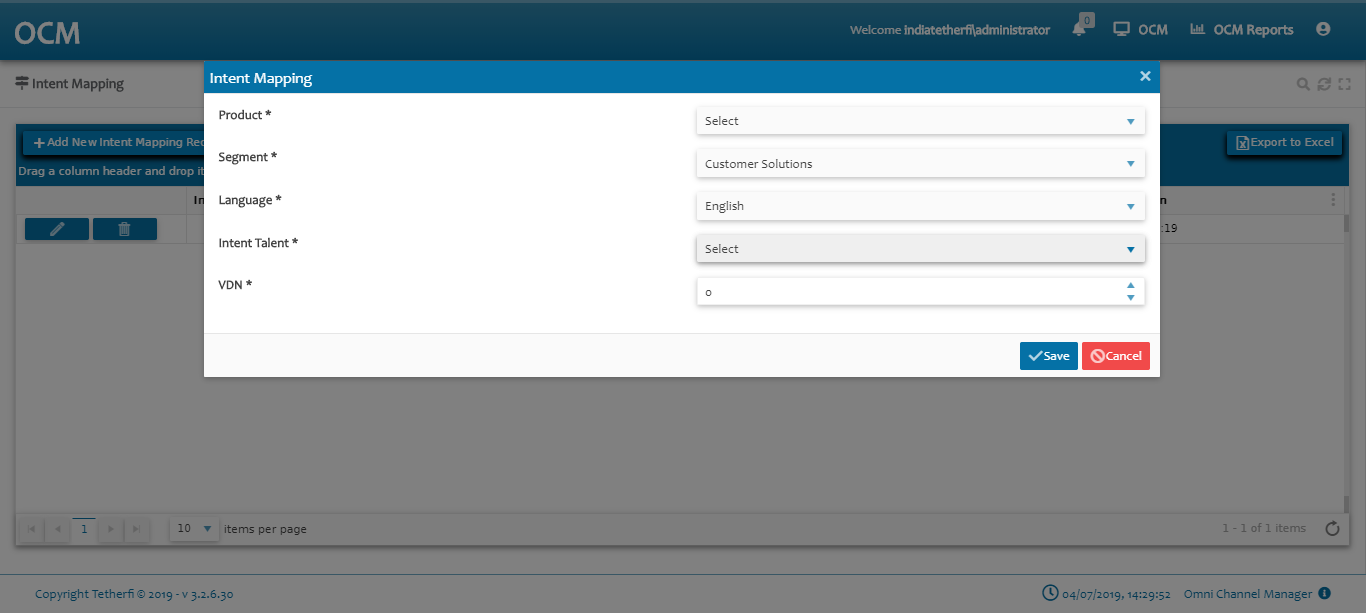 OCM
Welcome indiatetherfi\administrator
0
OCM
OCM Reports
Intent Mapping
Intent Mapping
Product *
Select
Add New Intent Mapping Rec
Export to Excel
Segment *
Customer Solutions
Drag a column header and drop it
Language *
English
In
n
:19
Intent Talent *
Select
VDN *
0
Save
Cancel
1
10
items per page
1 - 1 of 1 items
Copyright Tetherfi © 2019 - v 3.2.6.30
04/07/2019, 14:29:52
Omni Channel Manager